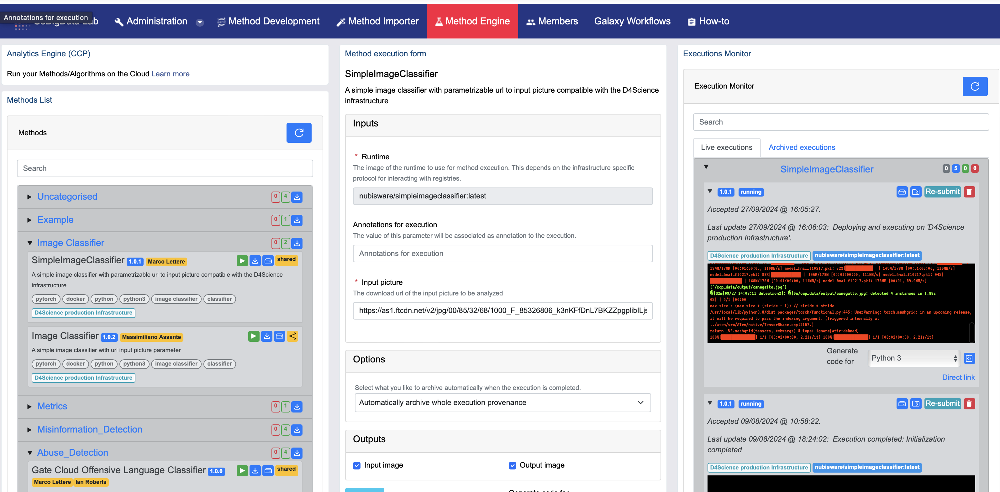 Annotations for execution
Lab
Administration
Method Development
Method Importer
Method Engine
Members
Galaxy Workflows
How-to
Analytics Engine (CCP)
Run your Methods/Algorithms on the Cloud Learn more
Methods List
Methods
Search
Uncategorised 0 4
Example 0 1
Image Classifier 0 2
SimpleImageClassifier 1.0.1 Marco Lettere shared
A simple image classifier with parametrizable url to input picture compatible with the D4Science
infrastructure
pytorch docker python python3 image classifier classifier
D4Science production Infrastructure
Image Classifier 1.0.2 Massimiliano Assante
A simple image classifier with url input picture parameter
pytorch docker python python3 image classifier classifier
D4Science production Infrastructure
Metrics 0 1
Misinformation_Detection 0 4
Abuse_Detection 0 4
Gate Cloud Offensive Language Classifier 1.0.0 shared
Marco Lettere Ian Roberts
Method execution form
SimpleImageClassifier
A simple image classifier with parametrizable url to input picture compatible with the D4Science
infrastructure
Inputs
* Runtime
The image of the runtime to use for method execution. This depends on the infrastructure specific
protocol for interacting with registries.
nubisware/simpleimageclassifier:latest
Annotations for execution
The value of this parameter will be associated as annotation to the execution.
Annotations for execution
* Input picture
The download url of the input picture to be analyzed
Options
Select what you like to archive automatically when the execution is completed.
Automatically archive whole execution provenance
Outputs
Input image
Output image
Executions Monitor
Execution Monitor
Search
Live executions
Archived executions
SimpleImageClassifier 0 5 0 0
1.0.1 running Re-submit
Accepted 27/09/2024 @ 16:05:27.
Last update 27/09/2024 @ 16:06:03: Deploying and executing on 'D4Science
production Infrastructure'.
D4Science production Infrastructure nubisware/simpleimageclassifier:latest
134M/178M [00:01<00:00, 110MB/s] model_final_f10217.pkl: 82%| | 145M/178M [00:01<00:00, 110MB/s]
model_final_f10217.pkl: 88%| | 156M/178M [00:01<00:00, 111MB/s] model_final_f10217.pkl: 94%|
| 168M/178M [00:01<00:00, 111MB/s] model_final_f10217.pkl: 178MB [00:01, 89.0MB/s]
['/ccp_data/output/canegatto.jpg']
�[32m[09/27 14:08:11 detectron2]: �[0m/ccp_data/output/canegatto.jpg: detected 4 instances in 1.88s
0%| | 0/1 [00:00
max_size = (max_size + (stride - 1)) // stride * stride
/usr/local/lib/python3.8/dist-packages/torch/functional.py:445: UserWarning: torch.meshgrid: in an upcoming release,
it will be required to pass the indexing argument. (Triggered internally at
../aten/src/ATen/native/TensorShape.cpp:2157.)
return _VF.meshgrid(tensors, **kwargs) # type: ignore[attr-defined]
100%| | 1/1 [00:02<00:00, 2.21s/it] 100%| | 1/1 [00:02<00:00, 2.21s/it]
Generate
code for
Python 3
Direct link
1.0.1 running Re-submit
Accepted 09/08/2024 @ 10:58:22.
Last update 09/08/2024 @ 18:24:02: Execution completed: Initialization
completed
D4Science production Infrastructure nubisware/simpleimageclassifier:latest